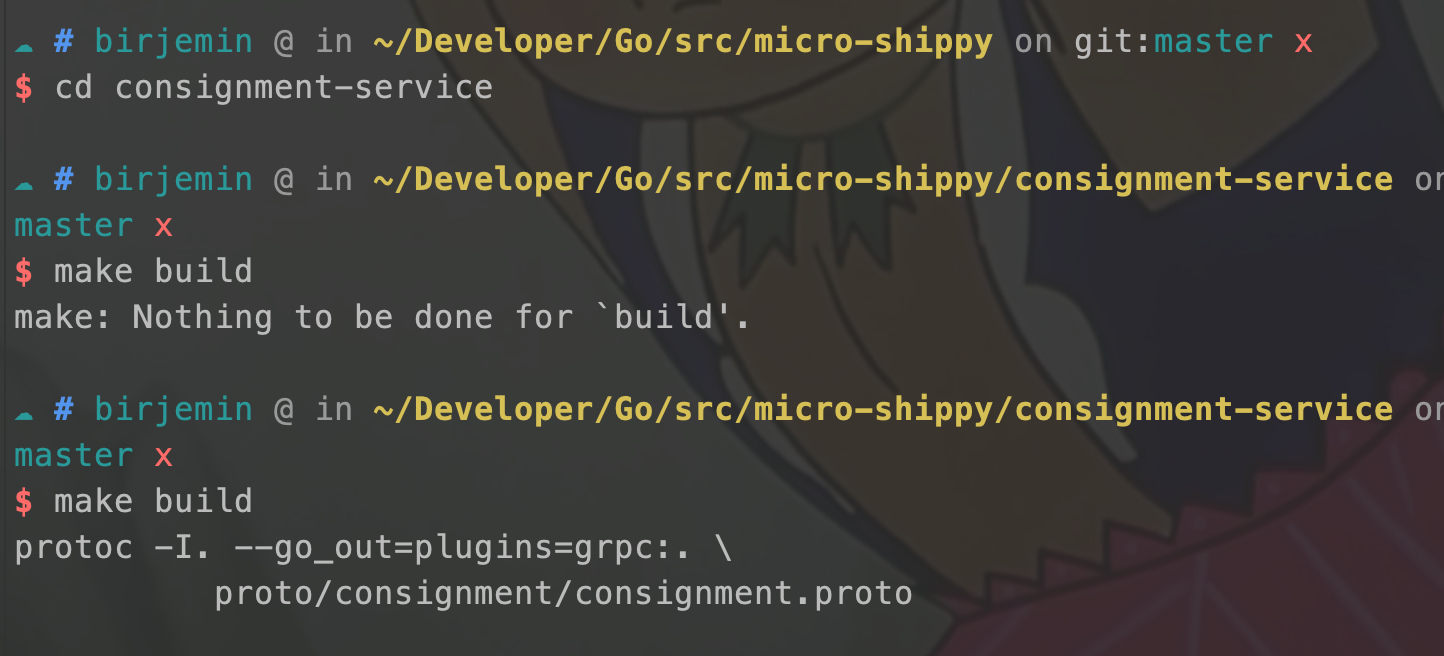 ☁ # birjemin @ in ~/Developer/Go/src/micro-shippy on git:master x
$ cd consignment-service
☁ # birjemin @ in ~/Developer/Go/src/micro-shippy/consignment-service on
master x
$ make build
make: Nothing to be done for `build'.
☁ # birjemin @ in ~/Developer/Go/src/micro-shippy/consignment-service on
master x
$ make build
protoc -I. --go_out=plugins=grpc:. \
proto/consignment/consignment.proto